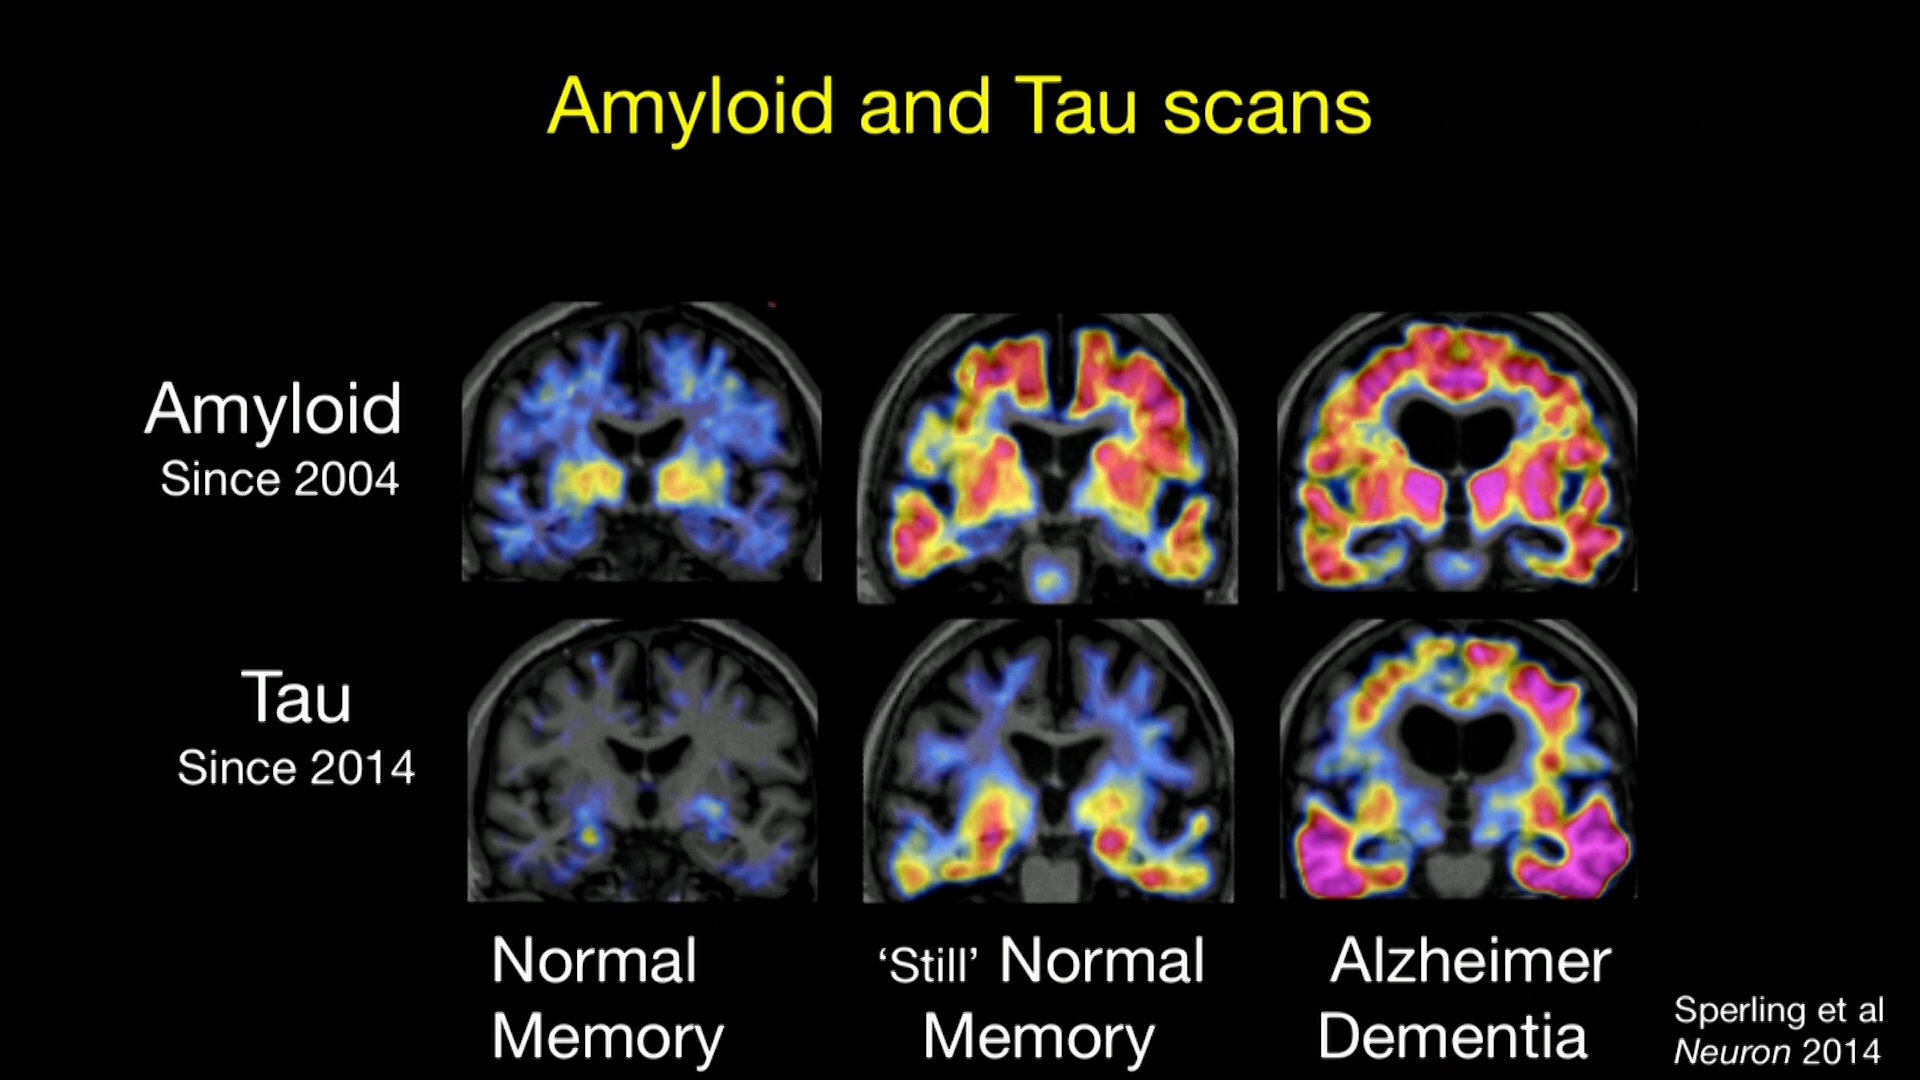 Amyloid and Tau scans
Amyloid
Since 2004
Tau
Since 2014
Normal
Memory
‘Still’ Normal
Memory
Alzheimer
Dementia
Sperling et al
Neuron 2014